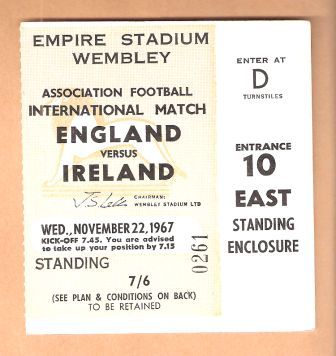 EMPIRE STADIUM
WEMBLEY
ASSOCIATION FOOTBALL
INTERNATIONAL MATCH
ENGLAND
VERSUS
IRELAND
CHAIRMAN:
WEMBLEY STADIUM LTD
WED., NOVEMBER 22, 1967
KICK-OFF 7.45. You are advised
to take up your position by 7.15
STANDING
7/6
(SEE PLAN & CONDITIONS ON BACK)
TO BE RETAINED
0261
ENTER AT
D
TURNSTILES
ENTRANCE
10
EAST
STANDING
ENCLOSURE